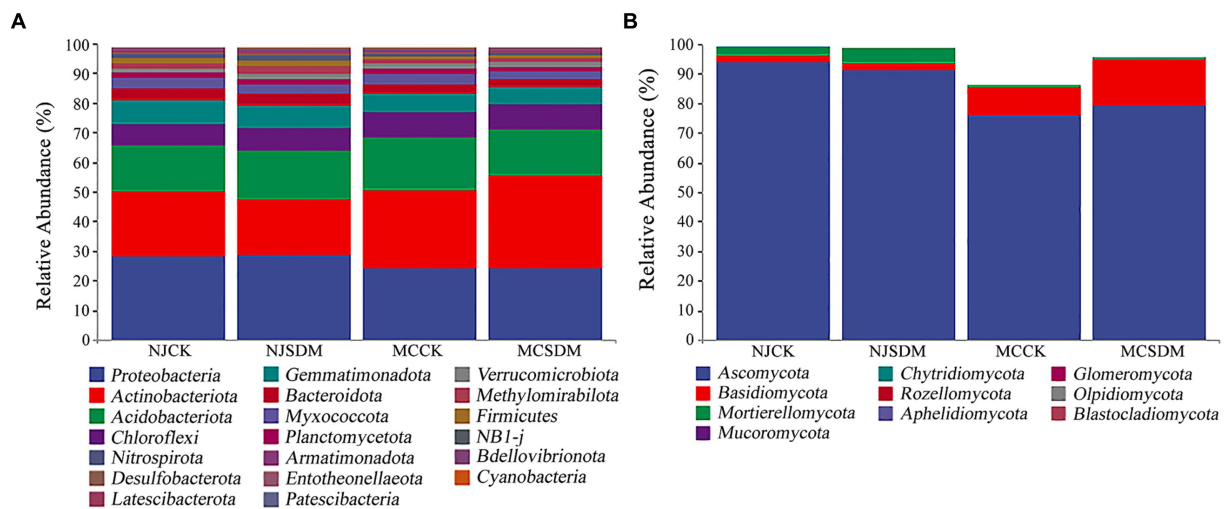 A
Relative Abundance (%)
100
90
80
70
60
50
40
30
20
10
0
NJCK NJSDM MCCK MCSDM
Proteobacteria Gemmatimonadota Verrucomicrobiota
Actinobacteriota Bacteroidota Methylomirabilota
Acidobacteriota Myxococcota Firmicutes
Chloroflexi Planctomycetota NB1-j
Nitrospirota Armatimonadota Bdellovibrionota
Desulfobacterota Entotheonellaeota Cyanobacteria
Latescibacterota Patescibacteria
B
Relative Abundance (%)
100
90
80
70
60
50
40
30
20
10
0
NJCK NJSDM MCCK MCSDM
Ascomycota Chytridiomycota Glomeromycota
Basidiomycota Rozellomycota Olpidiomycota
Mortierellomycota Aphelidiomycota Blastocladiomycota
Mucoromycota